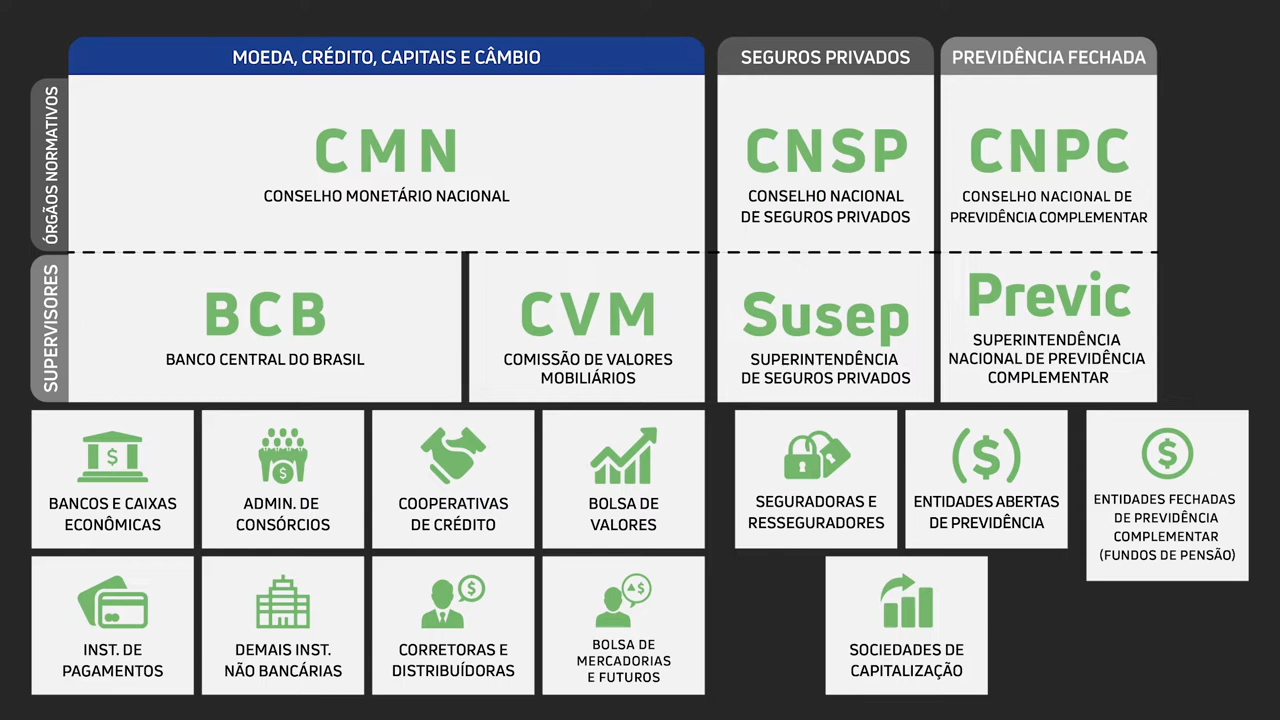 MOEDA, CRÉDITO, CAPITAIS E CÂMBIO
SEGUROS PRIVADOS
PREVIDÊNCIA FECHADA
ÓRGÃOS NORMATIVOS
CMN
CONSELHO MONETÁRIO NACIONAL
CNSP
CONSELHO NACIONAL
DE SEGUROS PRIVADOS
CNPC
CONSELHO NACIONAL DE
PREVIDÊNCIA COMPLEMENTAR
SUPERVISORES
BCB
BANCO CENTRAL DO BRASIL
CVM
COMISSÃO DE VALORES
MOBILIÁRIOS
Susep
SUPERINTENDÊNCIA
DE SEGUROS PRIVADOS
Previc
SUPERINTENDÊNCIA
NACIONAL DE PREVIDÊNCIA
COMPLEMENTAR
BANCOS E CAIXAS
ECONÔMICAS
ADMIN. DE
CONSÓRCIOS
COOPERATIVAS
DE CRÉDITO
BOLSA DE
VALORES
SEGURADORAS E
RESSEGURADORES
ENTIDADES ABERTAS
DE PREVIDÊNCIA
ENTIDADES FECHADAS
DE PREVIDÊNCIA
COMPLEMENTAR
(FUNDOS DE PENSÃO)
INST. DE
PAGAMENTOS
DEMAIS INST.
NÃO BANCÁRIAS
CORRETORAS E
DISTRIBUÍDORAS
BOLSA DE
MERCADORIAS
E FUTUROS
SOCIEDADES DE
CAPITALIZAÇÃO